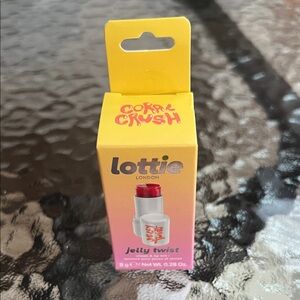 CORAL
CRUSH
lottie
LONDON
jelly twist
8g ℮ Net Wt. 0.28 Oz.